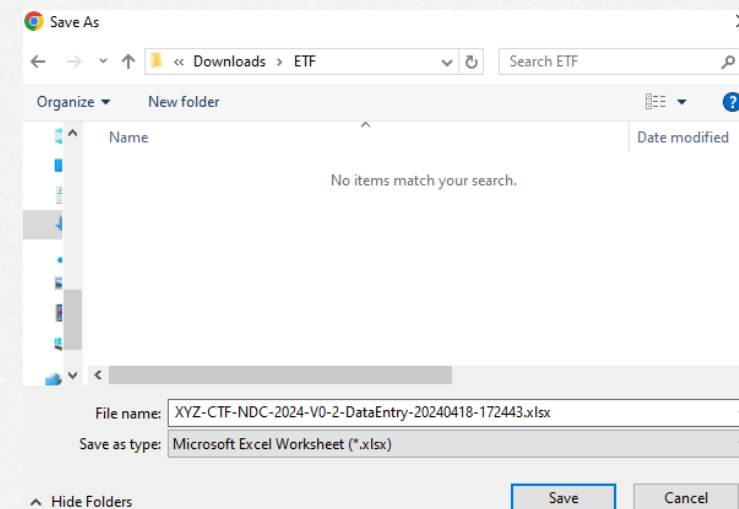 Save As
« Downloads › ETF
Search ETF
Organize
New folder
Name
Date modified
No items match your search.
File name: XYZ-CTF-NDC-2024-V0-2-DataEntry-20240418-172443.xlsx
Save as type: Microsoft Excel Worksheet (*.xlsx)
Hide Folders
Save
Cancel